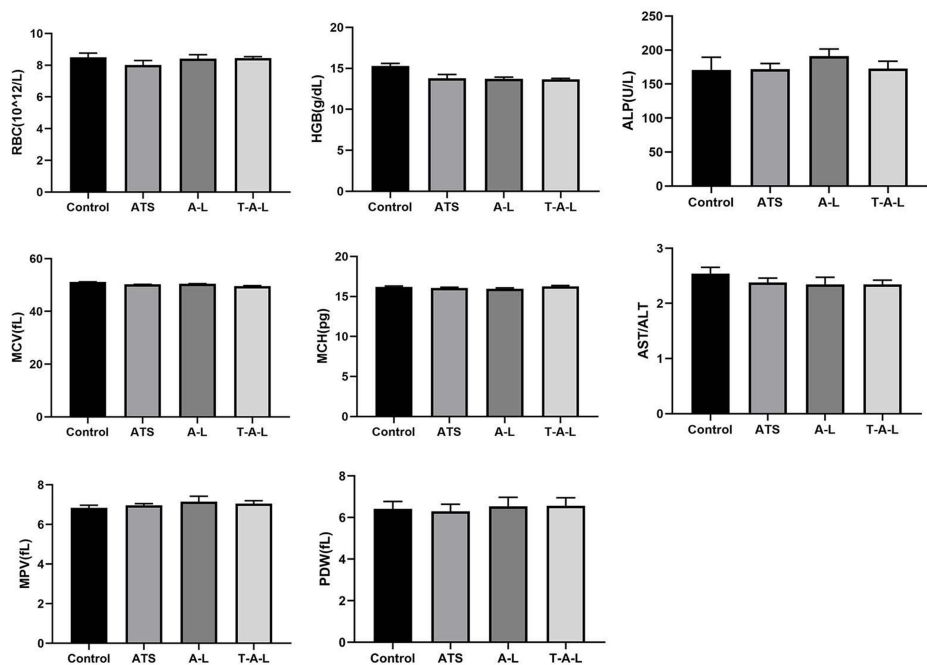 RBC(10^12/L)
10
8
6
4
2
0
Control ATS A-L T-A-L
HGB(g/dL)
20
15
10
5
0
Control ATS A-L T-A-L
ALP(U/L)
250
200
150
100
50
0
Control ATS A-L T-A-L
MCV(fL)
60
40
20
0
Control ATS A-L T-A-L
MCH(pg)
20
15
10
5
0
Control ATS A-L T-A-L
AST/ALT
3
2
1
0
Control ATS A-L T-A-L
MPV(fL)
8
6
4
2
0
Control ATS A-L T-A-L
PDW(fL)
8
6
4
2
0
Control ATS A-L T-A-L